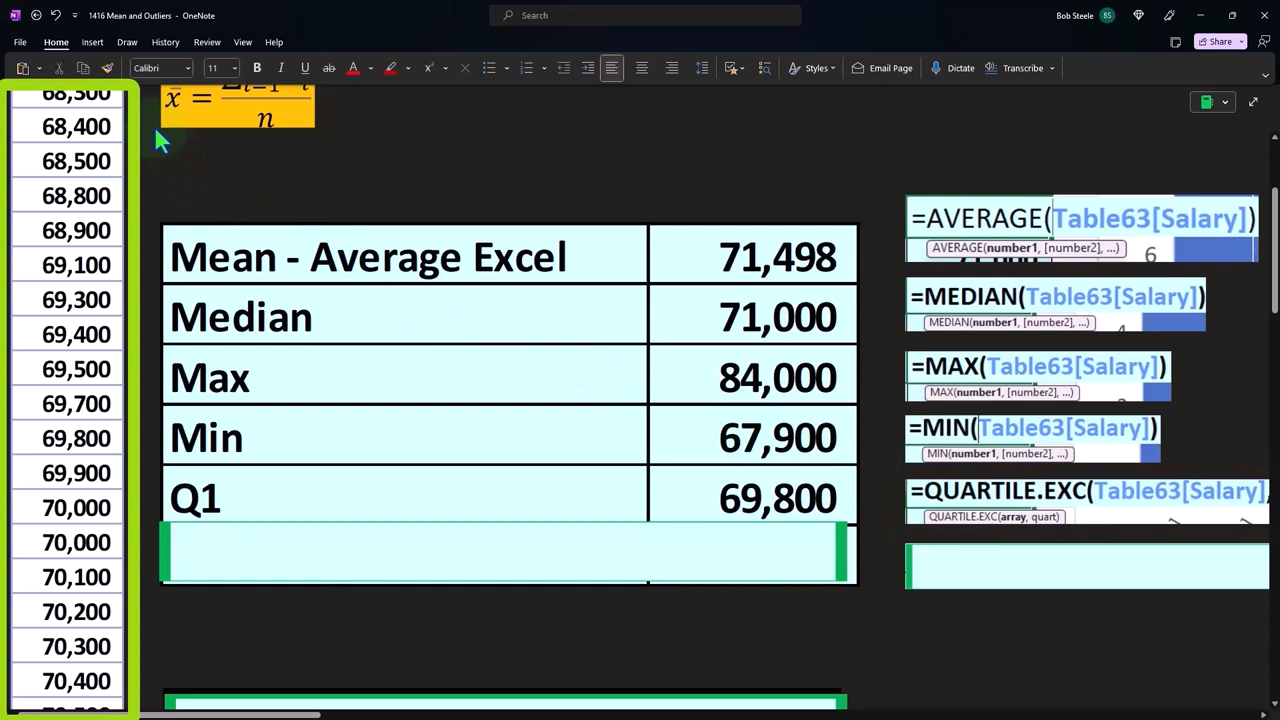 1416 Mean and Outliers - OneNote
Search
Bob Steele
BS
File Home Insert Draw History Review View Help
Share
Calibri
11
Styles
Email Page
Dictate
Transcribe
68,300
68,400
68,500
68,800
68,900
69,100
69,300
69,400
69,500
69,700
69,800
69,900
70,000
70,000
70,100
70,200
70,300
70,400
x̄ =
n
Mean - Average Excel 71,498
Median 71,000
Max 84,000
Min 67,900
Q1 69,800
=AVERAGE(Table63[Salary])
AVERAGE(number1, [number2], ...)
6
=MEDIAN(Table63[Salary])
MEDIAN(number1, [number2], ...)
=MAX(Table63[Salary])
MAX(number1, [number2], ...)
=MIN(Table63[Salary])
MIN(number1, [number2], ...)
=QUARTILE.EXC(Table63[Salary],
QUARTILE.EXC(array, quart)